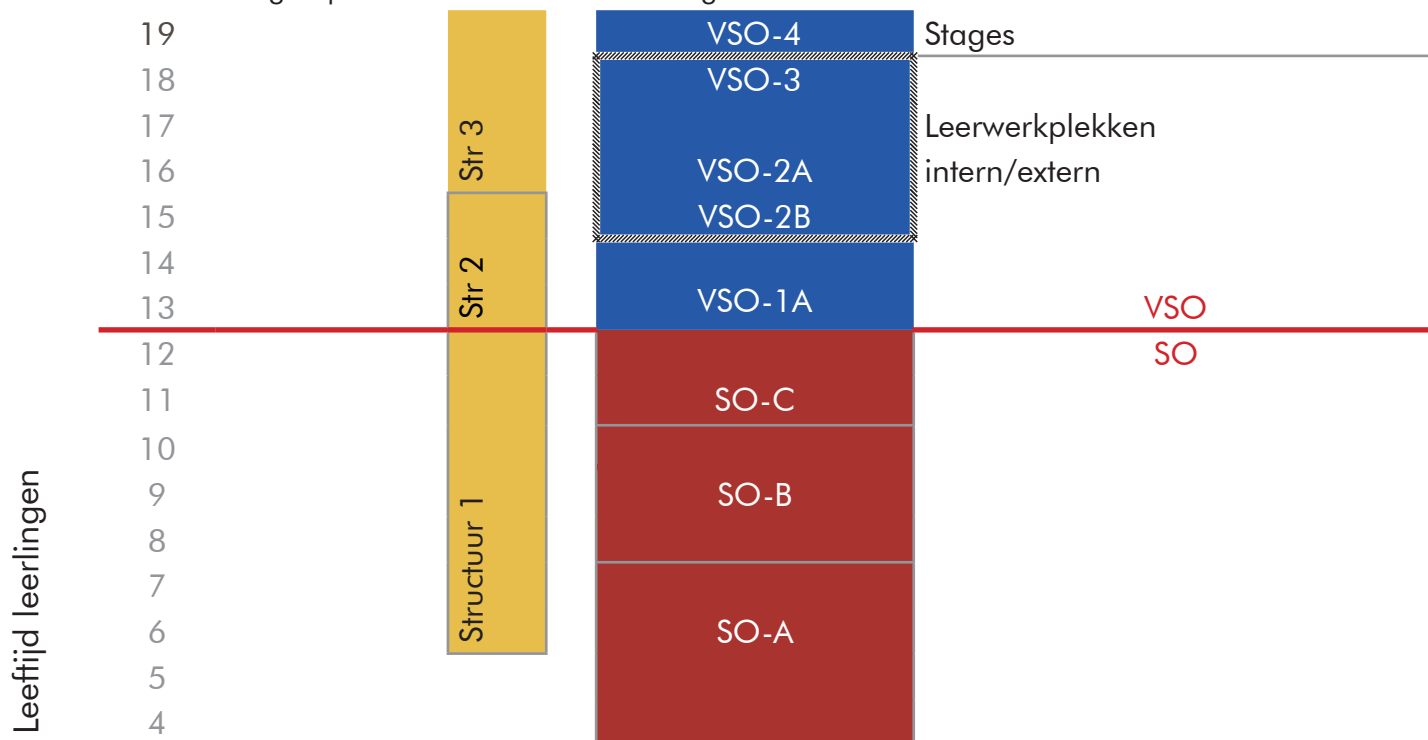 19 VSO-4 Stages
18 VSO-3
17 Leerwerkplekken
16 VSO-2A intern/extern
15 VSO-2B
14
13 VSO-1A VSO
12 SO
11 SO-C
10
9 SO-B
8
7
6 SO-A
5
4
Str 3
Str 2
Structuur 1
Leeftijd leerlingen